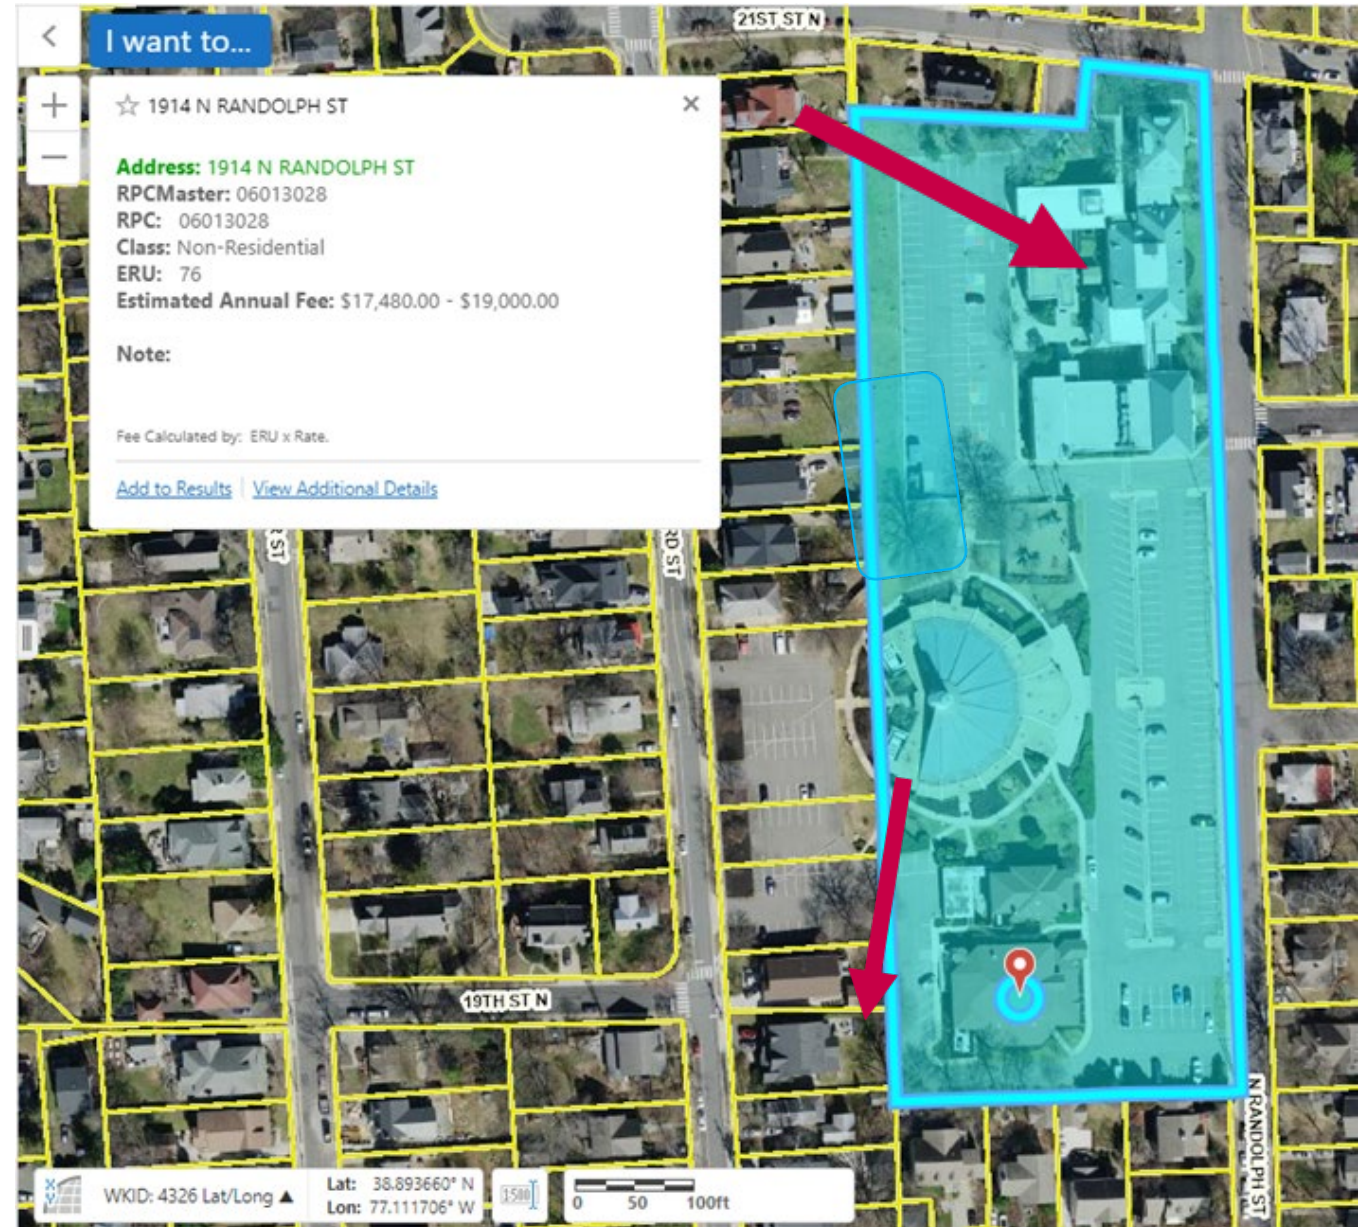 21ST ST N
I want to...
1914 N RANDOLPH ST
Address: 1914 N RANDOLPH ST
RPCMaster: 06013028
RPC: 06013028
Class: Non-Residential
ERU: 76
Estimated Annual Fee: $17,480.00 - $19,000.00
Note:
Fee Calculated by: ERU x Rate.
Add to Results View Additional Details
ST
RD ST
19TH ST N
N RANDOLPH ST
WKID: 4326 Lat/Long
Lat: 38.893660° N
Lon: 77.111706° W
0 50 100ft